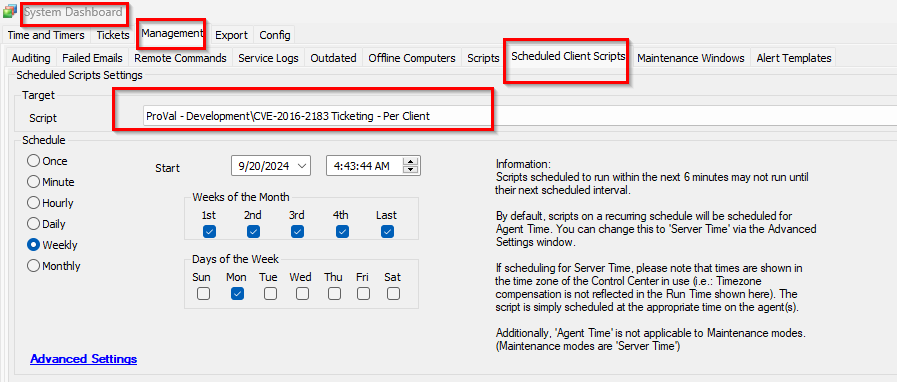 System Dashboard
Time and Timers Tickets Management Export Config
Auditing Failed Emails Remote Commands Service Logs Outdated Offline Computers Scripts Scheduled Client Scripts Maintenance Windows Alert Templates
Scheduled Scripts Settings
Target
Script ProVal - Development\CVE-2016-2183 Ticketing - Per Client
Schedule
Once
Minute
Hourly
Daily
Weekly
Monthly
Start 9/20/2024 4:43:44 AM
Weeks of the Month
1st 2nd 3rd 4th Last
Days of the Week
Sun Mon Tue Wed Thu Fri Sat
Information:
Scripts scheduled to run within the next 6 minutes may not run until
their next scheduled interval.
By default, scripts on a recurring schedule will be scheduled for
Agent Time. You can change this to 'Server Time' via the Advanced
Settings window.
If scheduling for Server Time, please note that times are shown in
the time zone of the Control Center in use (i.e.: Timezone
compensation is not reflected in the Run Time shown here). The
script is simply scheduled at the appropriate time on the agent(s).
Additionally, 'Agent Time' is not applicable to Maintenance modes.
(Maintenance modes are 'Server Time')
Advanced Settings